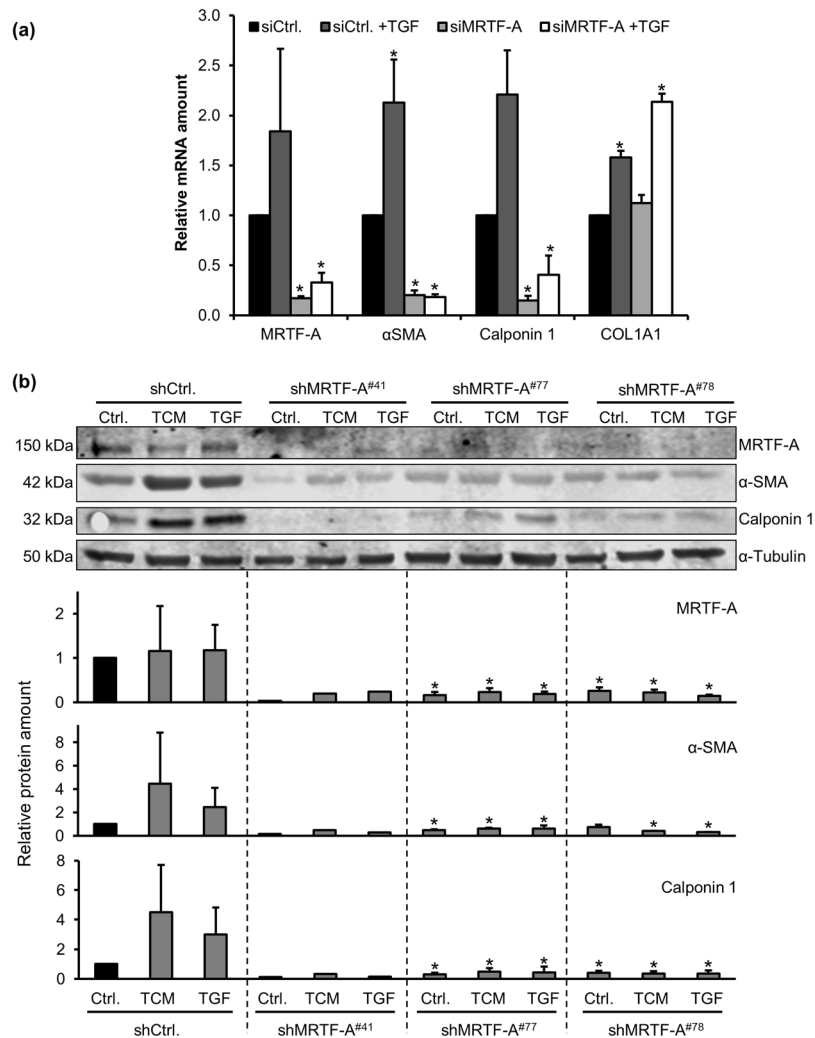 (a)
siCtrl. siCtrl. +TGF siMRTF-A siMRTF-A +TGF
Relative mRNA amount
3.0
2.5
2.0
1.5
1.0
0.5
0.0
* * * * * * * * *
MRTF-A αSMA Calponin 1 COL1A1
(b)
shCtrl. shMRTF-A#41 shMRTF-A#77 shMRTF-A#78
Ctrl. TCM TGF Ctrl. TCM TGF Ctrl. TCM TGF Ctrl. TCM TGF
150 kDa MRTF-A
42 kDa α-SMA
32 kDa Calponin 1
50 kDa α-Tubulin
Relative protein amount
MRTF-A
2
1
0
* * * * * *
α-SMA
8
6
4
2
0
* * * * *
Calponin 1
8
6
4
2
0
* * * * * *
Ctrl. TCM TGF Ctrl. TCM TGF Ctrl. TCM TGF Ctrl. TCM TGF
shCtrl. shMRTF-A#41 shMRTF-A#77 shMRTF-A#78